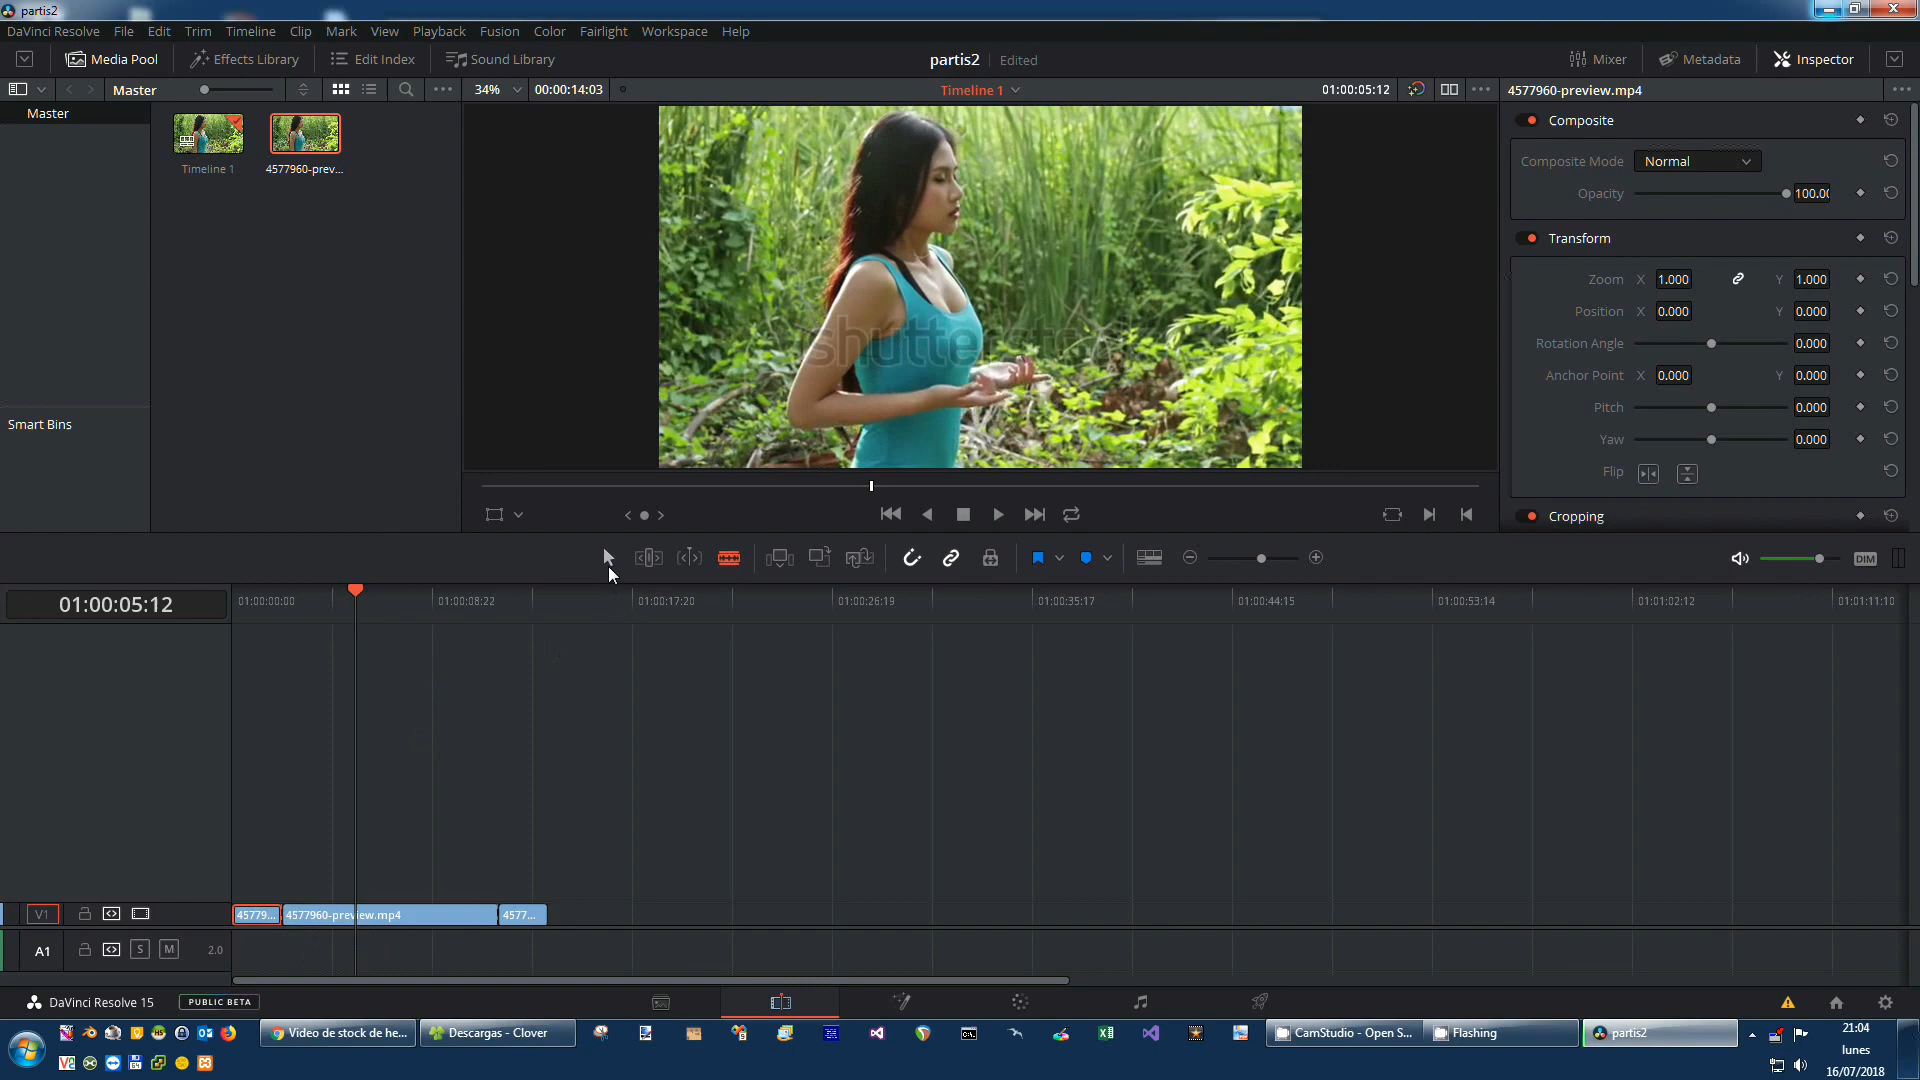 partis2
DaVinci Resolve File Edit Trim Timeline Clip Mark View Playback Fusion Color Fairlight Workspace Help
Media Pool Effects Library Edit Index Sound Library partis2 Edited Mixer Metadata Inspector
Master 34% 00:00:14:03 Timeline 1 01:00:05:12 4577960-preview.mp4
Master
Timeline 1 4577960-prev...
Smart Bins
shutterst
Composite
Composite Mode Normal
Opacity 100.00
Transform
Zoom X 1.000 Y 1.000
Position X 0.000 Y 0.000
Rotation Angle 0.000
Anchor Point X 0.000 Y 0.000
Pitch 0.000
Yaw 0.000
Flip
Cropping
DIM
01:00:05:12 01:00:00:00 01:00:08:22 01:00:17:20 01:00:26:19 01:00:35:17 01:00:44:15 01:00:53:14 01:01:02:12 01:01:11:10
V1 45779... 4577960-preview.mp4 4577...
A1 S M 2.0
DaVinci Resolve 15 PUBLIC BETA
Video de stock de he... Descargas - Clover CamStudio - Open S... Flashing partis2 21:04
lunes
16/07/2018